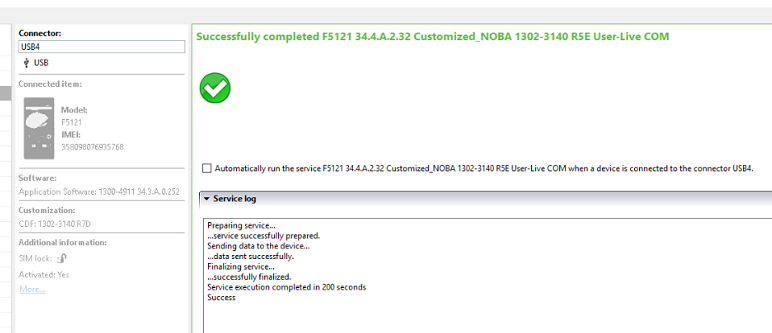 Connector:
USB4
USB
Connected item:
Model:
F5121
IMEI:
358098076935768
Software:
Application Software: 1300-4911 34.3.A.0.252
Customization:
CDF: 1302-3140 R7D
Additional information:
SIM lock:
Activated: Yes
More...
Successfully completed F5121 34.4.A.2.32 Customized_NOBA 1302-3140 R5E User-Live COM
Automatically run the service F5121 34.4.A.2.32 Customized_NOBA 1302-3140 R5E User-Live COM when a device is connected to the connector USB4.
Service log
Preparing service...
...service successfully prepared.
Sending data to the device...
...data sent successfully.
Finalizing service...
...successfully finalized.
Service execution completed in 200 seconds
Success